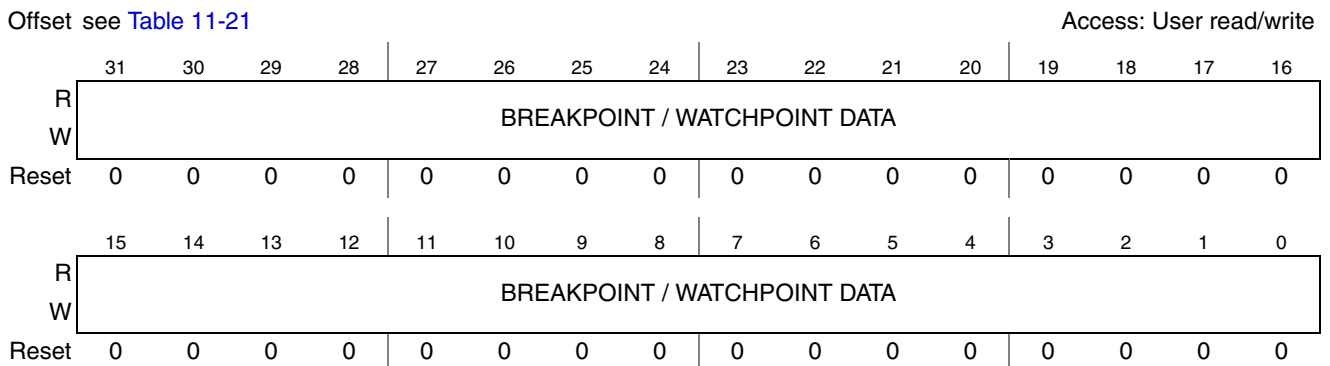 Offset see Table 11-21 Access: User read/write
31 30 29 28 27 26 25 24 23 22 21 20 19 18 17 16
R
BREAKPOINT / WATCHPOINT DATA
W
Reset 0 0 0 0 0 0 0 0 0 0 0 0 0 0 0 0
15 14 13 12 11 10 9 8 7 6 5 4 3 2 1 0
R
BREAKPOINT / WATCHPOINT DATA
W
Reset 0 0 0 0 0 0 0 0 0 0 0 0 0 0 0 0